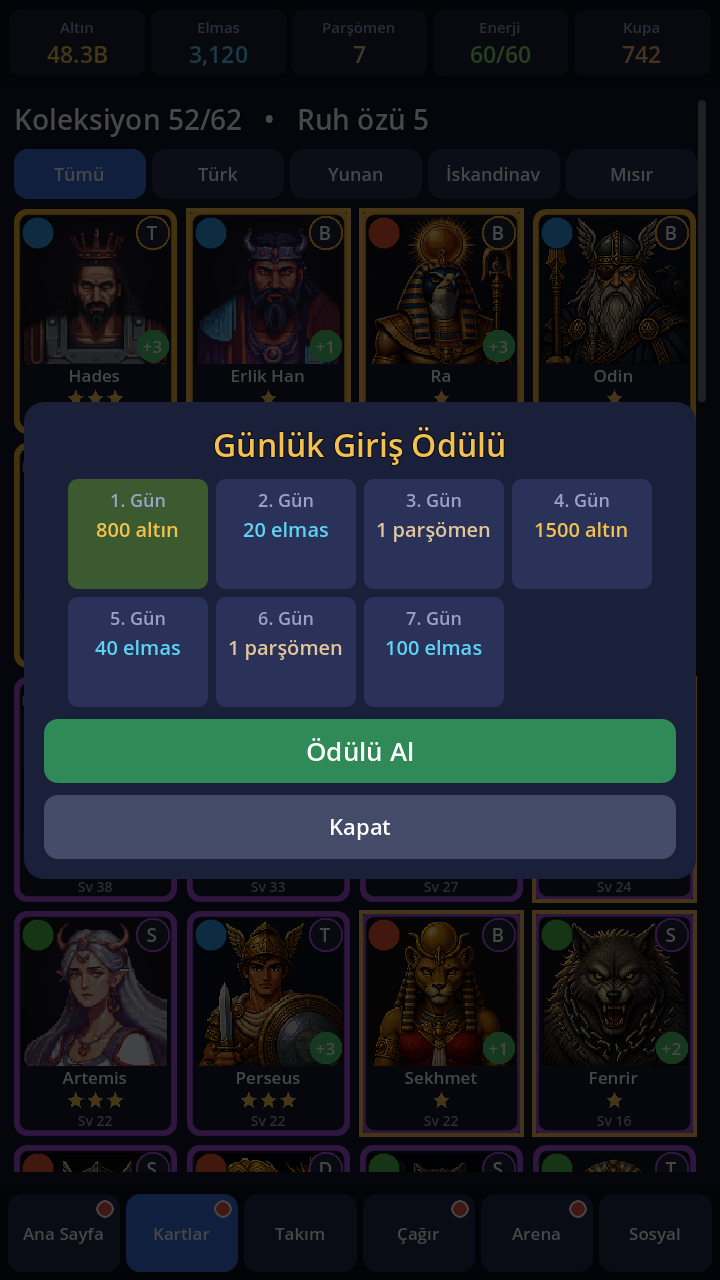 Altın Elmas Parşömen Enerji Kupa
48.3B 3,120 7 60/60 742
Koleksiyon 52/62 • Ruh özü 5
Tümü Türk Yunan İskandinav Mısır
T B B B
+3 +1 +3
Hades Erlik Han Ra Odin
Günlük Giriş Ödülü
1. Gün 2. Gün 3. Gün 4. Gün
800 altın 20 elmas 1 parşömen 1500 altın
5. Gün 6. Gün 7. Gün
40 elmas 1 parşömen 100 elmas
Ödülü Al
Kapat
Sv 38 Sv 33 Sv 27 Sv 24
S T B S
+3 +1 +2
Artemis Perseus Sekhmet Fenrir
Sv 22 Sv 22 Sv 22 Sv 16
S D S T
Ana Sayfa Kartlar Takım Çağır Arena Sosyal